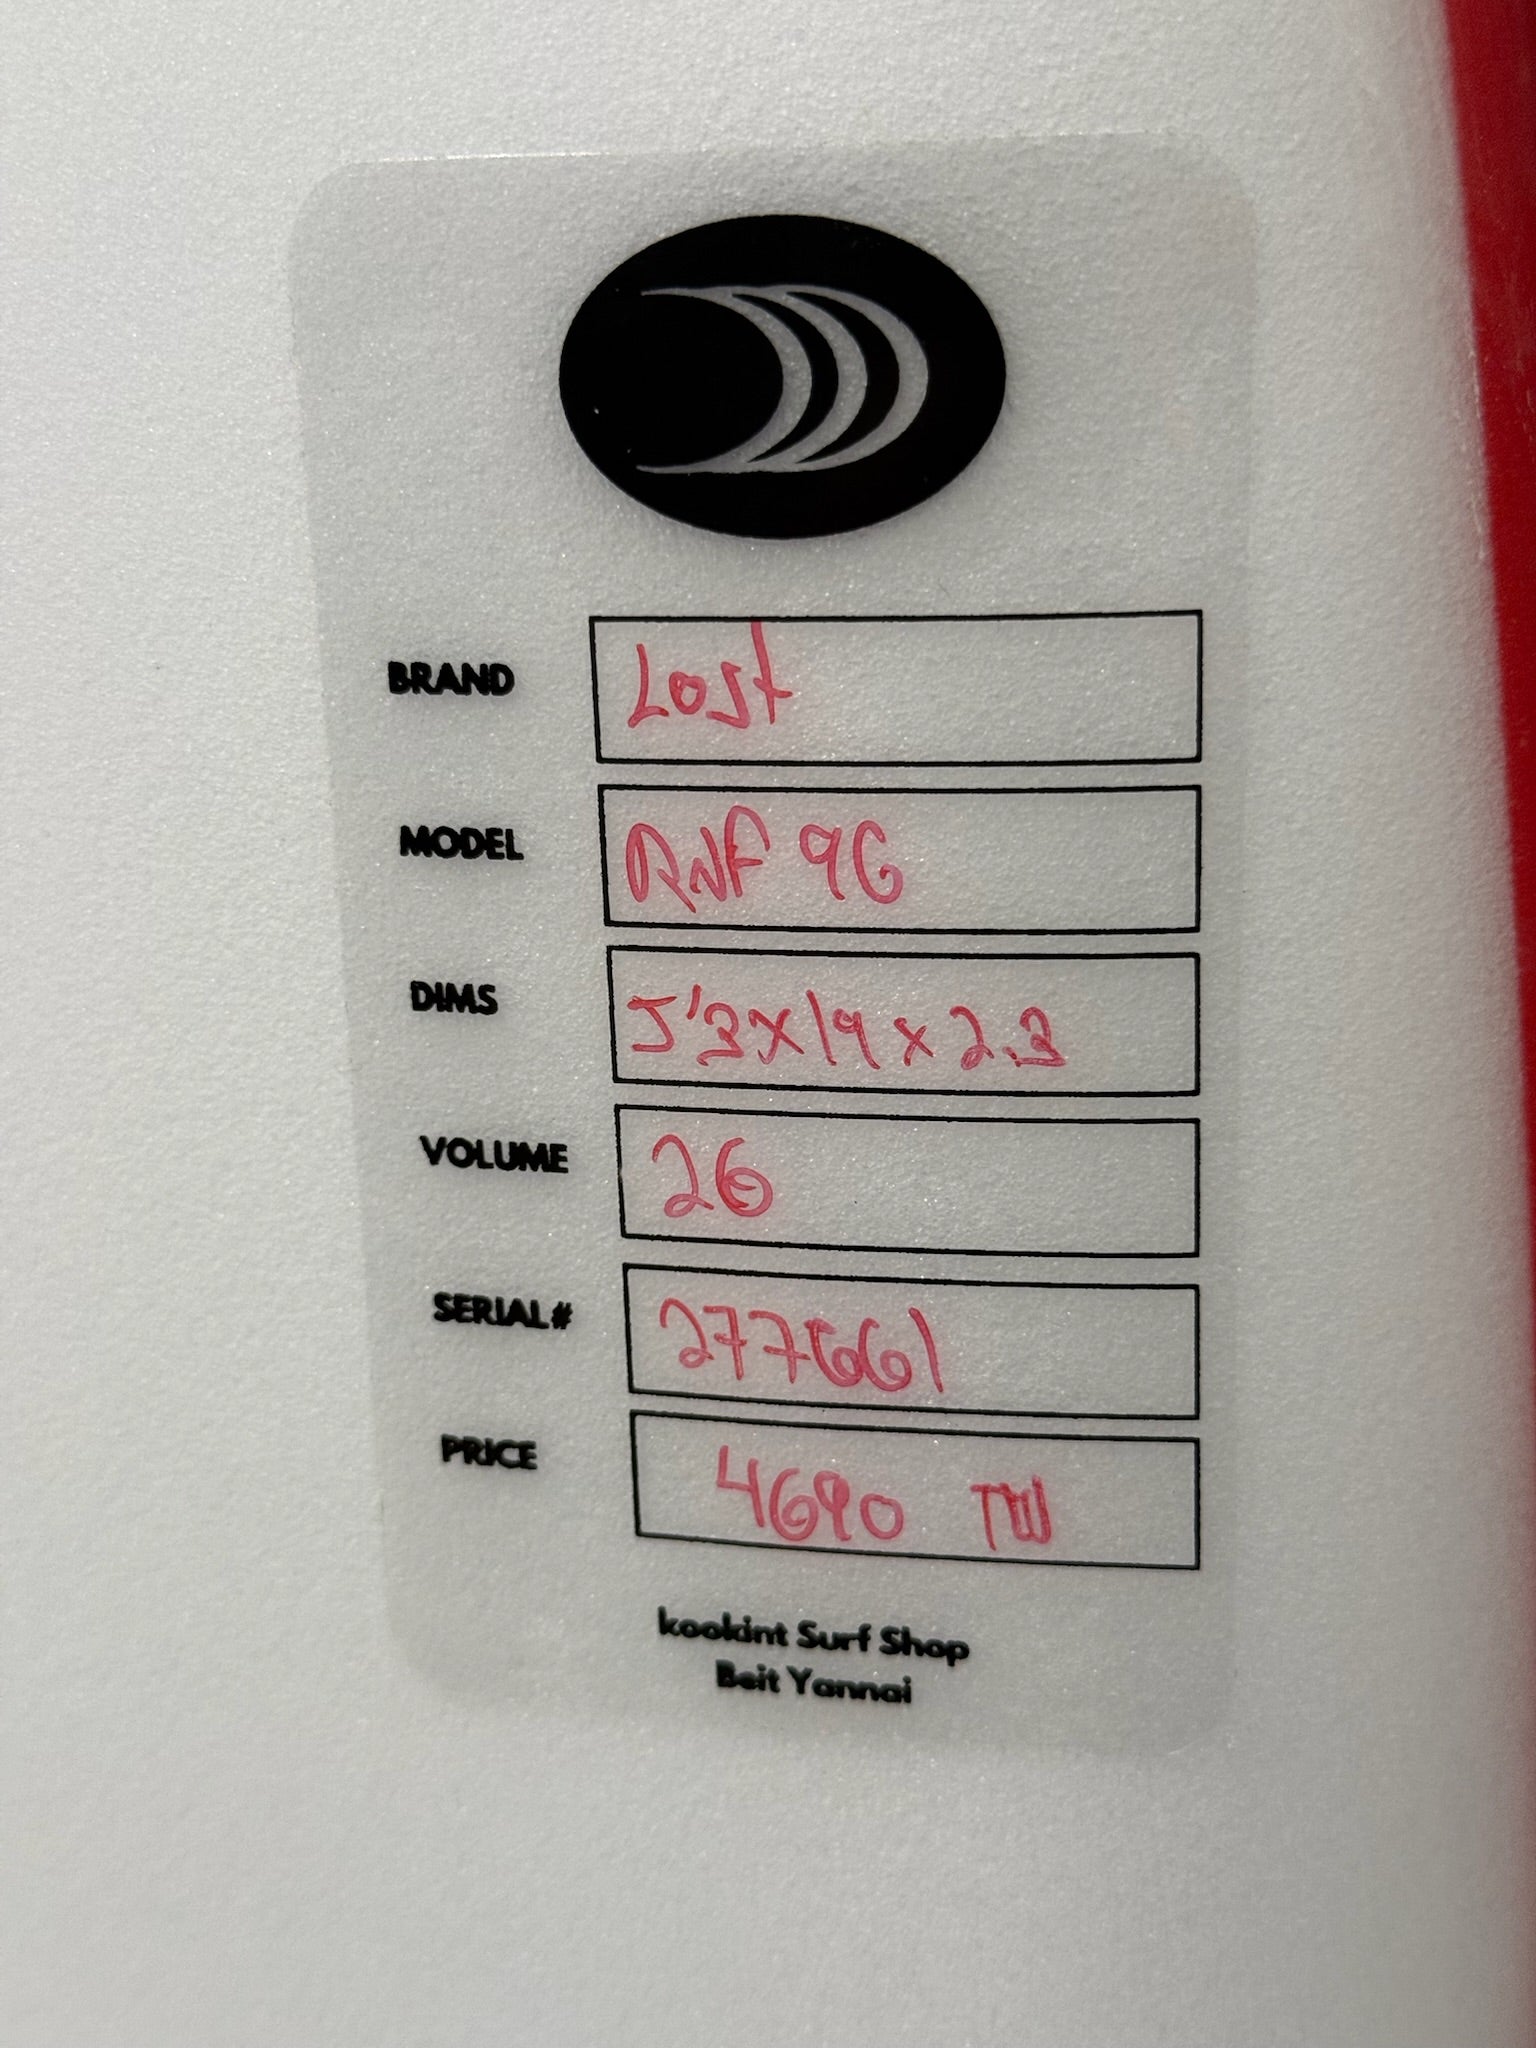 BRAND Lost
MODEL RNF 96
DIMS 5'3x19x2.3
VOLUME 26
SERIAL# 277661
PRICE 4690 TW
kookint Surf Shop
Beit Yannai